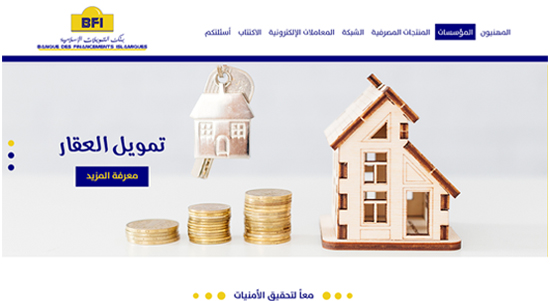 BFI
بنك التمويلات الإسلامية
BANQUE DES FINANCEMENTS ISLAMIQUES
المهنيون المؤسسات المنتجات المصرفية الشبكة المعاملات الإلكترونية الاكتتاب أسئلتكم
تمويل العقار
معرفة المزيد
معاً لتحقيق الأمنيات